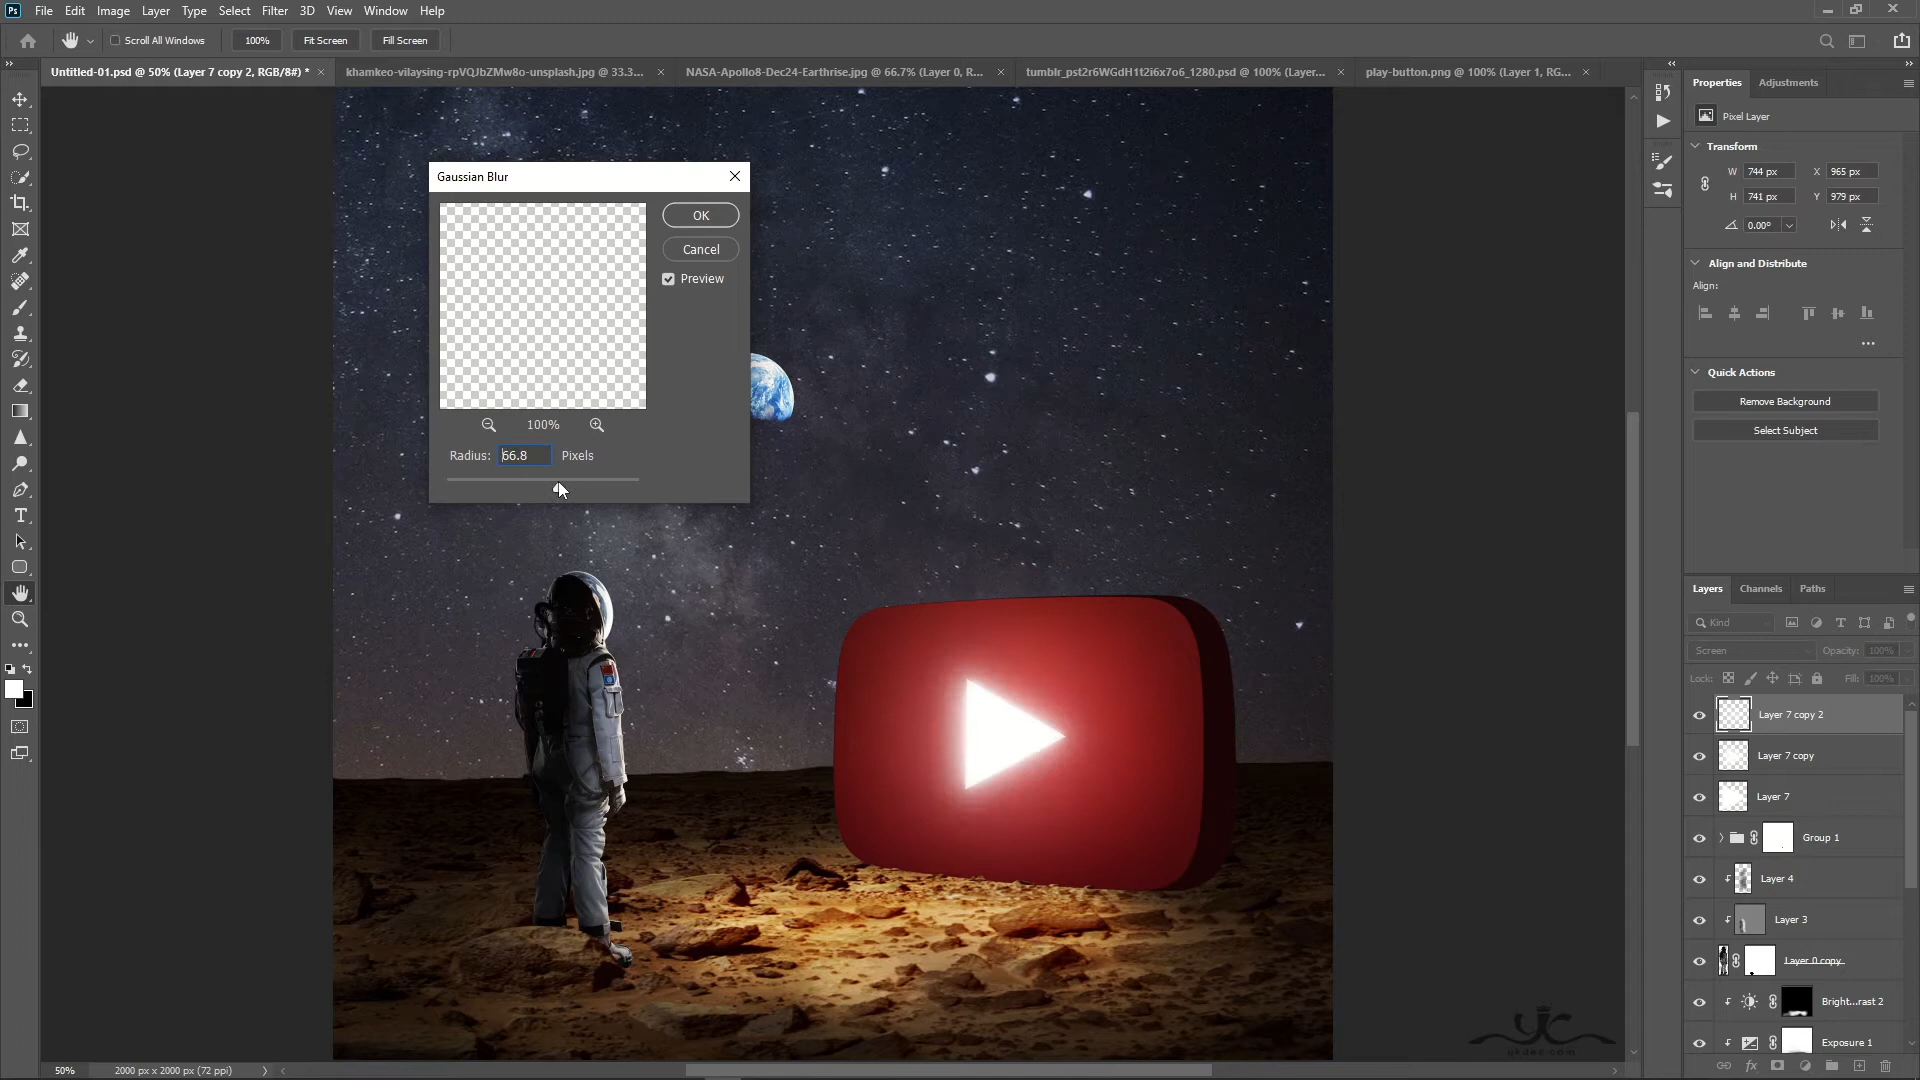 Ps File Edit Image Layer Type Select Filter 3D View Window Help
Scroll All Windows 100% Fit Screen Fill Screen
Untitled-01.psd @ 50% (Layer 7 copy 2, RGB/8#) * × khamkeo-vilaysing-rpVQJbZMw8o-unsplash.jpg @ 33.3... × NASA-Apollo8-Dec24-Earthrise.jpg @ 66.7% (Layer 0, R... × tumblr_pst2r6WGdH1t2i6x7o6_1280.psd @ 100% (Layer... × play-button.png @ 100% (Layer 1, RG... ×
Gaussian Blur
OK
Cancel
Preview
100%
Radius: 66.8 Pixels
Properties Adjustments
Pixel Layer
Transform
W 744 px X 965 px
H 741 px Y 979 px
0.00°
Align and Distribute
Align:
Quick Actions
Remove Background
Select Subject
Layers Channels Paths
Kind
Screen Opacity: 100%
Lock: Fill: 100%
Layer 7 copy 2
Layer 7 copy
Layer 7
Group 1
Layer 4
Layer 3
Layer 0 copy
Bright...rast 2
Exposure 1
50% 2000 px x 2000 px (72 ppi)